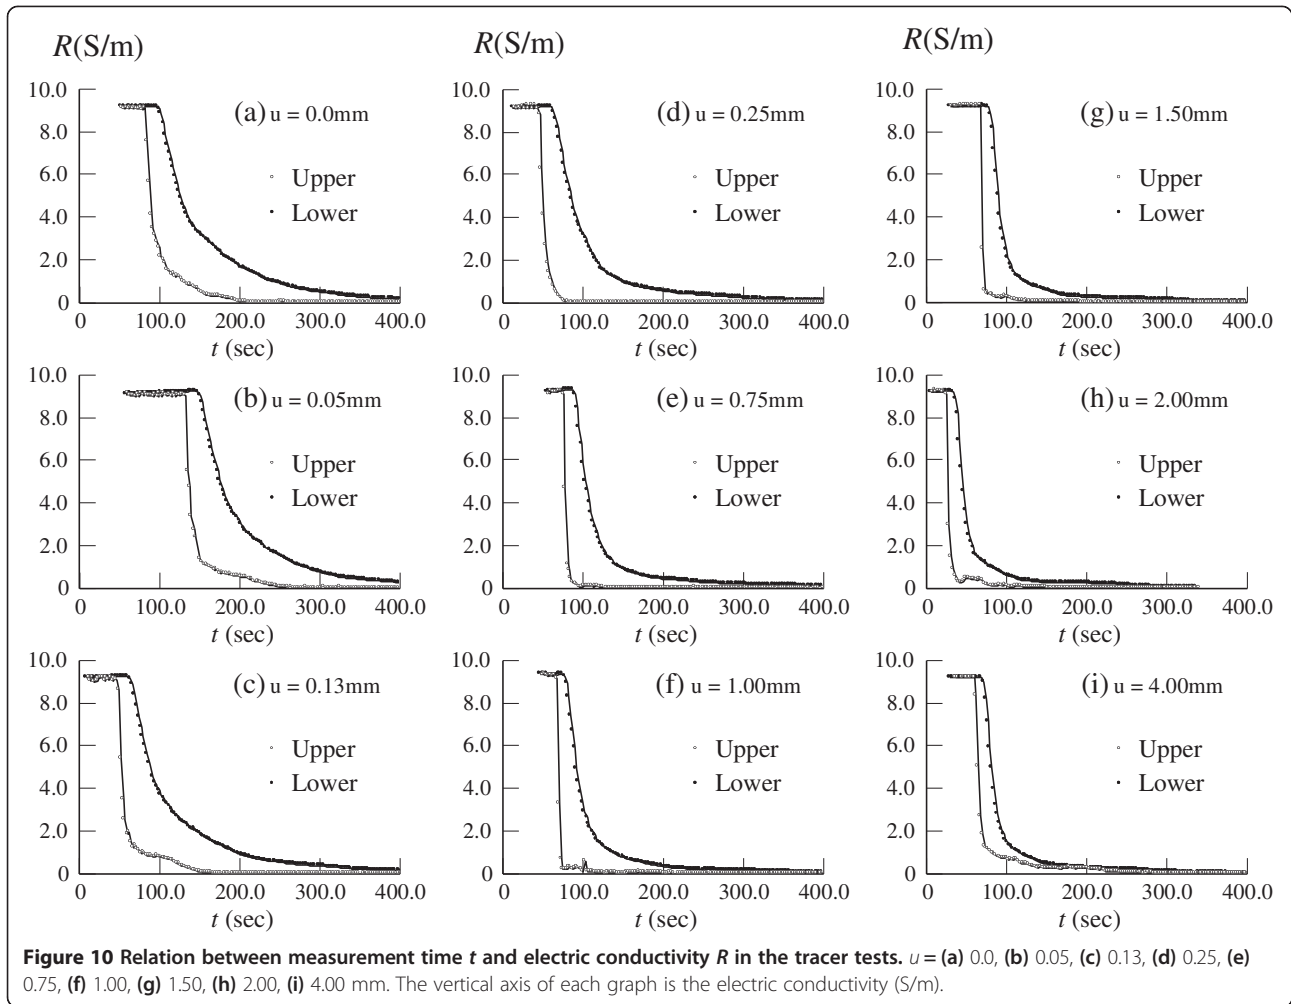 R(S/m)
10.0
8.0
6.0
4.0
2.0
0
(a) u = 0.0mm
Upper
Lower
0 100.0 200.0 300.0 400.0
t (sec)
10.0
8.0
6.0
4.0
2.0
0
(b) u = 0.05mm
Upper
Lower
0 100.0 200.0 300.0 400.0
t (sec)
10.0
8.0
6.0
4.0
2.0
0
(c) u = 0.13mm
Upper
Lower
0 100.0 200.0 300.0 400.0
t (sec)
R(S/m)
10.0
8.0
6.0
4.0
2.0
0
(d) u = 0.25mm
Upper
Lower
0 100.0 200.0 300.0 400.0
t (sec)
10.0
8.0
6.0
4.0
2.0
0
(e) u = 0.75mm
Upper
Lower
0 100.0 200.0 300.0 400.0
t (sec)
10.0
8.0
6.0
4.0
2.0
0
(f) u = 1.00mm
Upper
Lower
0 100.0 200.0 300.0 400.0
t (sec)
R(S/m)
10.0
8.0
6.0
4.0
2.0
0
(g) u = 1.50mm
Upper
Lower
0 100.0 200.0 300.0 400.0
t (sec)
10.0
8.0
6.0
4.0
2.0
0
(h) u = 2.00mm
Upper
Lower
0 100.0 200.0 300.0 400.0
t (sec)
10.0
8.0
6.0
4.0
2.0
0
(i) u = 4.00mm
Upper
Lower
0 100.0 200.0 300.0 400.0
t (sec)
Figure 10 Relation between measurement time t and electric conductivity R in the tracer tests. u = (a) 0.0, (b) 0.05, (c) 0.13, (d) 0.25, (e)
0.75, (f) 1.00, (g) 1.50, (h) 2.00, (i) 4.00 mm. The vertical axis of each graph is the electric conductivity (S/m).